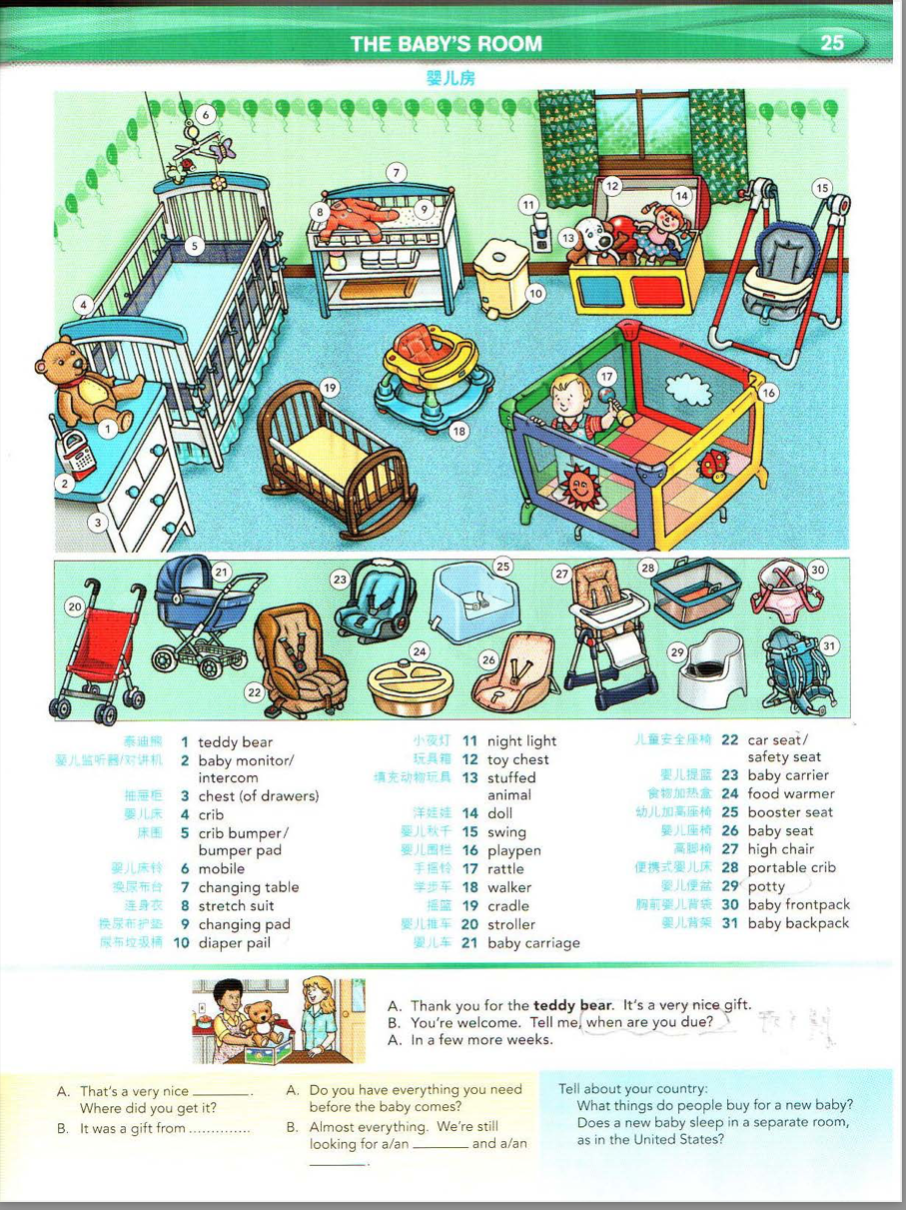 THE BABY'S ROOM
25
婴儿房
6
7
8
9
11
12
14
15
5
13
10
4
19
17
16
1
18
2
3
20
21
23
25
27
28
30
22
24
26
29
31
泰迪熊 1 teddy bear
婴儿监听器/对讲机 2 baby monitor/
intercom
抽屉柜 3 chest (of drawers)
婴儿床 4 crib
床围 5 crib bumper/
bumper pad
婴儿床铃 6 mobile
换尿布台 7 changing table
连身衣 8 stretch suit
换尿布护垫 9 changing pad
尿布垃圾桶 10 diaper pail
小夜灯 11 night light
玩具箱 12 toy chest
填充动物玩具 13 stuffed
animal
洋娃娃 14 doll
婴儿秋千 15 swing
婴儿围栏 16 playpen
手摇铃 17 rattle
学步车 18 walker
摇篮 19 cradle
婴儿推车 20 stroller
婴儿车 21 baby carriage
儿童安全座椅 22 car seat/
safety seat
婴儿提篮 23 baby carrier
食物加热盒 24 food warmer
幼儿加高座椅 25 booster seat
婴儿座椅 26 baby seat
高脚椅 27 high chair
便携式婴儿床 28 portable crib
婴儿便盆 29 potty
胸前婴儿背袋 30 baby frontpack
婴儿背架 31 baby backpack
A. Thank you for the teddy bear. It's a very nice gift.
B. You're welcome. Tell me, when are you due?
A. In a few more weeks.
A. That's a very nice ________.
Where did you get it?
B. It was a gift from ..............
A. Do you have everything you need
before the baby comes?
B. Almost everything. We're still
looking for a/an ________ and a/an
________.
Tell about your country:
What things do people buy for a new baby?
Does a new baby sleep in a separate room,
as in the United States?